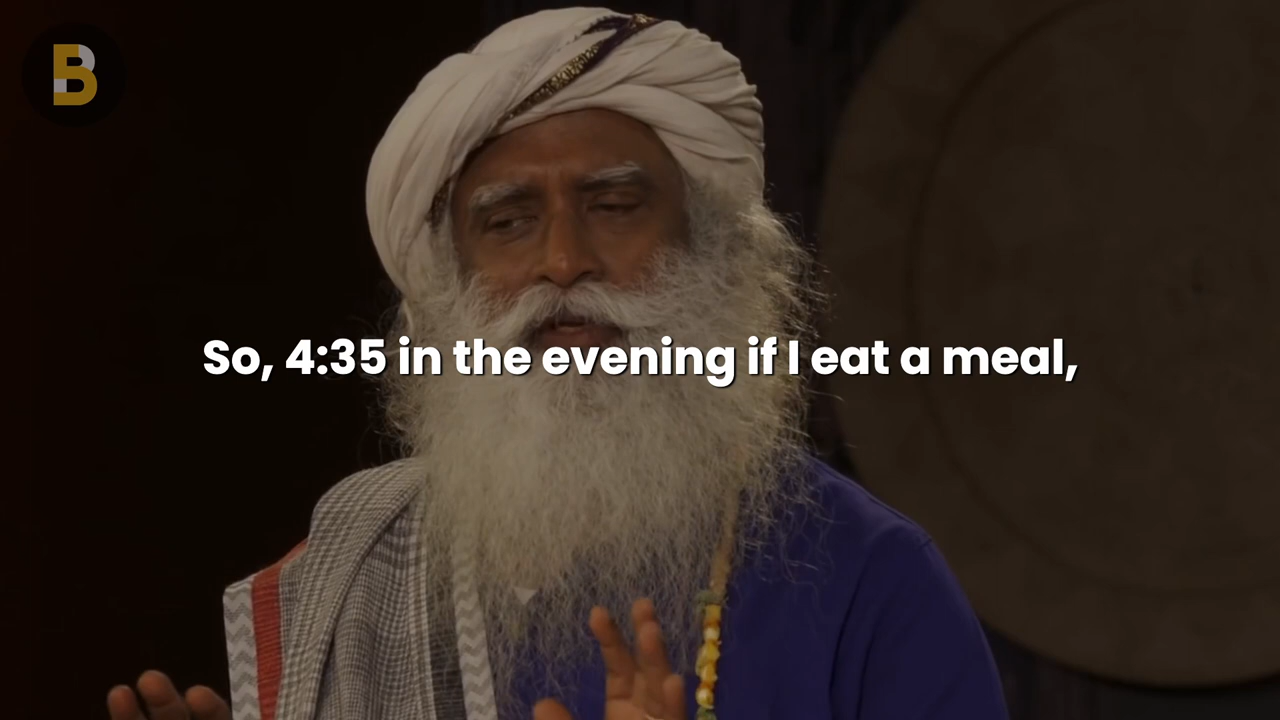 B
So, 4:35 in the evening if I eat a meal,